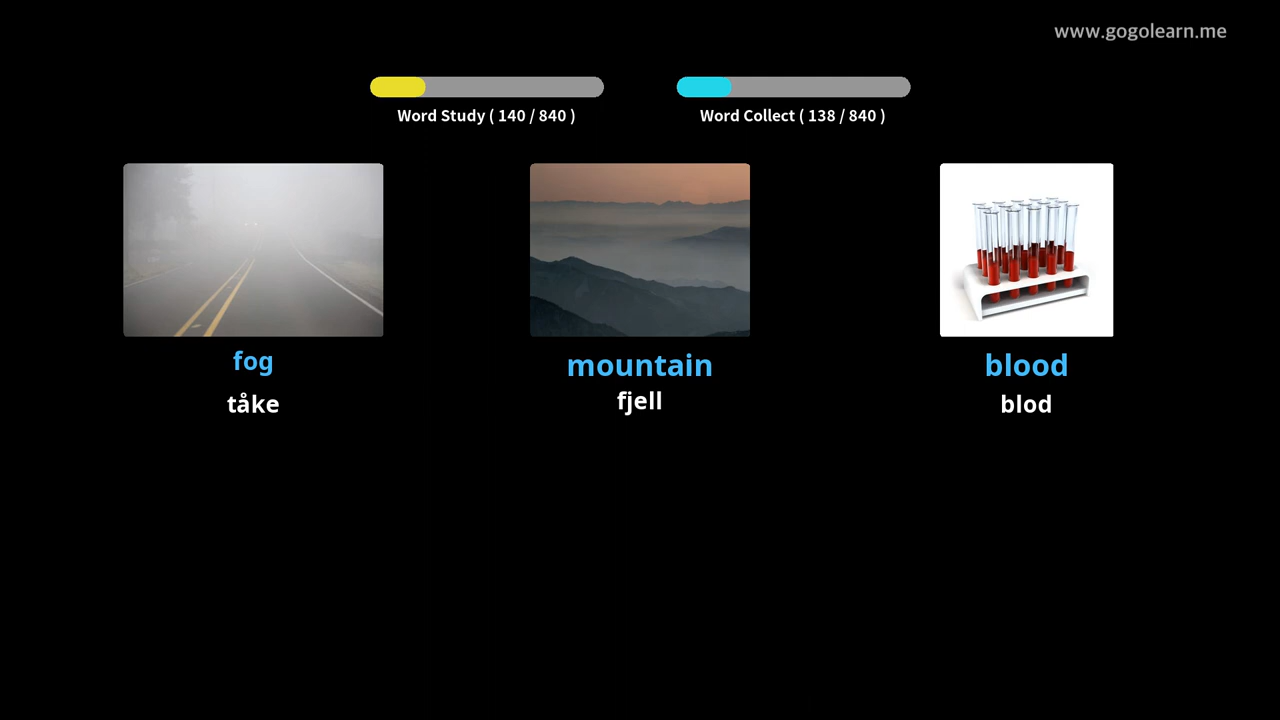 www.gogolearn.me
Word Study ( 140 / 840 )
Word Collect ( 138 / 840 )
fog
tåke
mountain
fjell
blood
blod